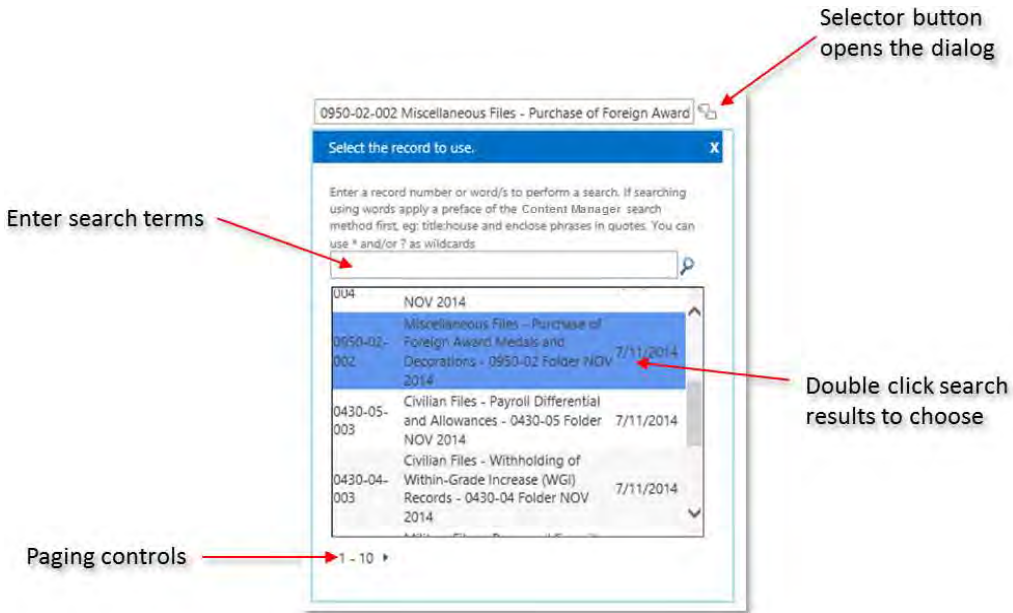 Selector button
opens the dialog
0950-02-002 Miscellaneous Files - Purchase of Foreign Award
Select the record to use.
X
Enter a record number or word/s to perform a search. If searching
using words apply a preface of the Content Manager search
method first, eg: title:house and enclose phrases in quotes. You can
use * and/or ? as wildcards
Enter search terms
004
NOV 2014
0950-02-
002
Miscellaneous Files - Purchase of
Foreign Award Medals and
Decorations - 0950-02 Folder NOV
2014
7/11/2014
Double click search
results to choose
0430-05-
003
Civilian Files - Payroll Differential
and Allowances - 0430-05 Folder
NOV 2014
7/11/2014
0430-04-
003
Civilian Files - Withholding of
Within-Grade Increase (WGI)
Records - 0430-04 Folder NOV
2014
7/11/2014
Paging controls
1 - 10